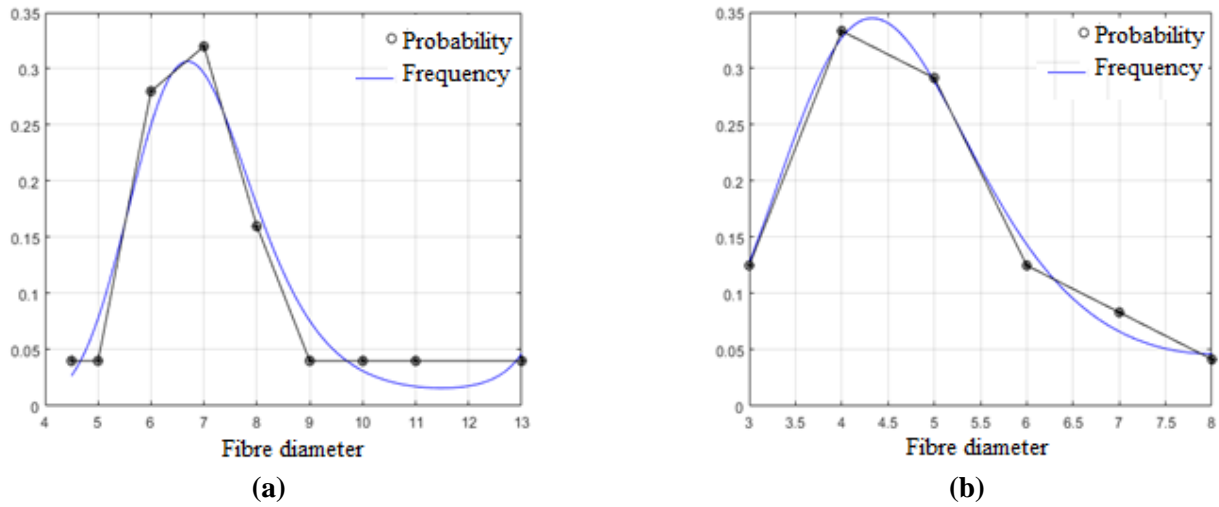 0.35
0.3
0.25
0.2
0.15
0.1
0.05
0
4 5 6 7 8 9 10 11 12 13
Probability
Frequency
Fibre diameter
(a)
0.35
0.3
0.25
0.2
0.15
0.1
0.05
0
3 3.5 4 4.5 5 5.5 6 6.5 7 7.5 8
Probability
Frequency
Fibre diameter
(b)